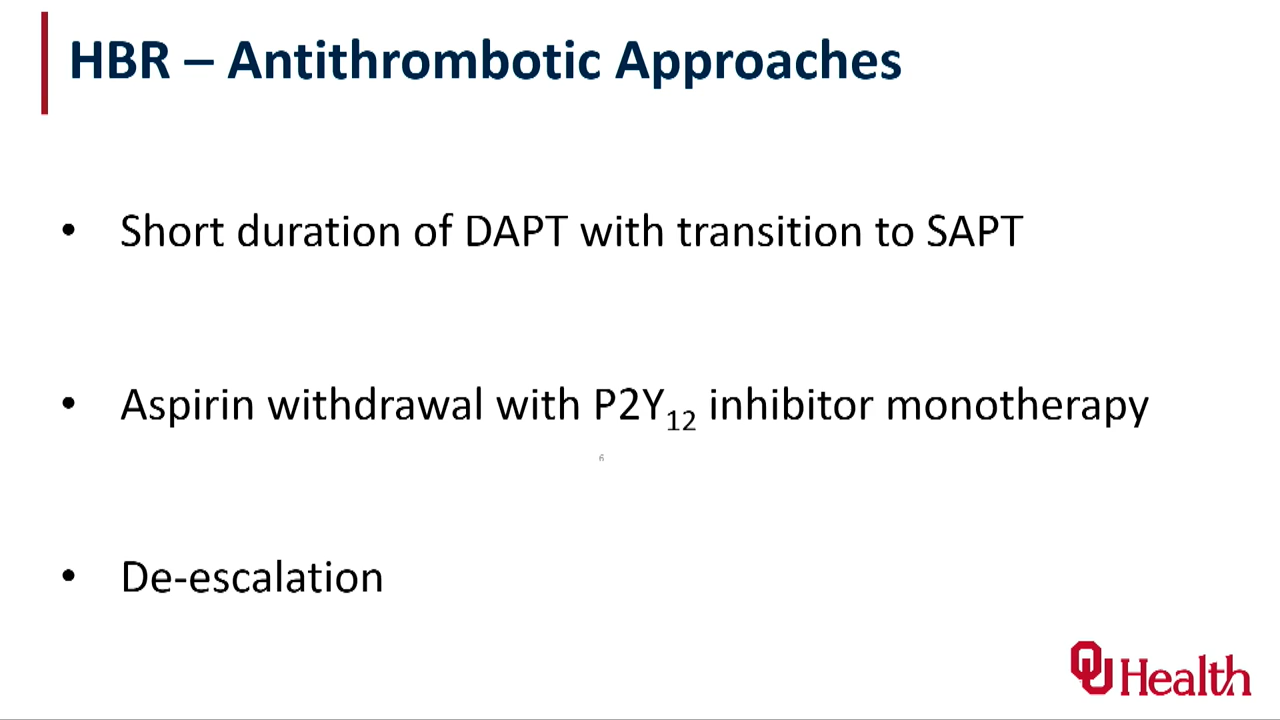 HBR – Antithrombotic Approaches
• Short duration of DAPT with transition to SAPT
• Aspirin withdrawal with P2Y₁₂ inhibitor monotherapy
6
• De-escalation
OU Health